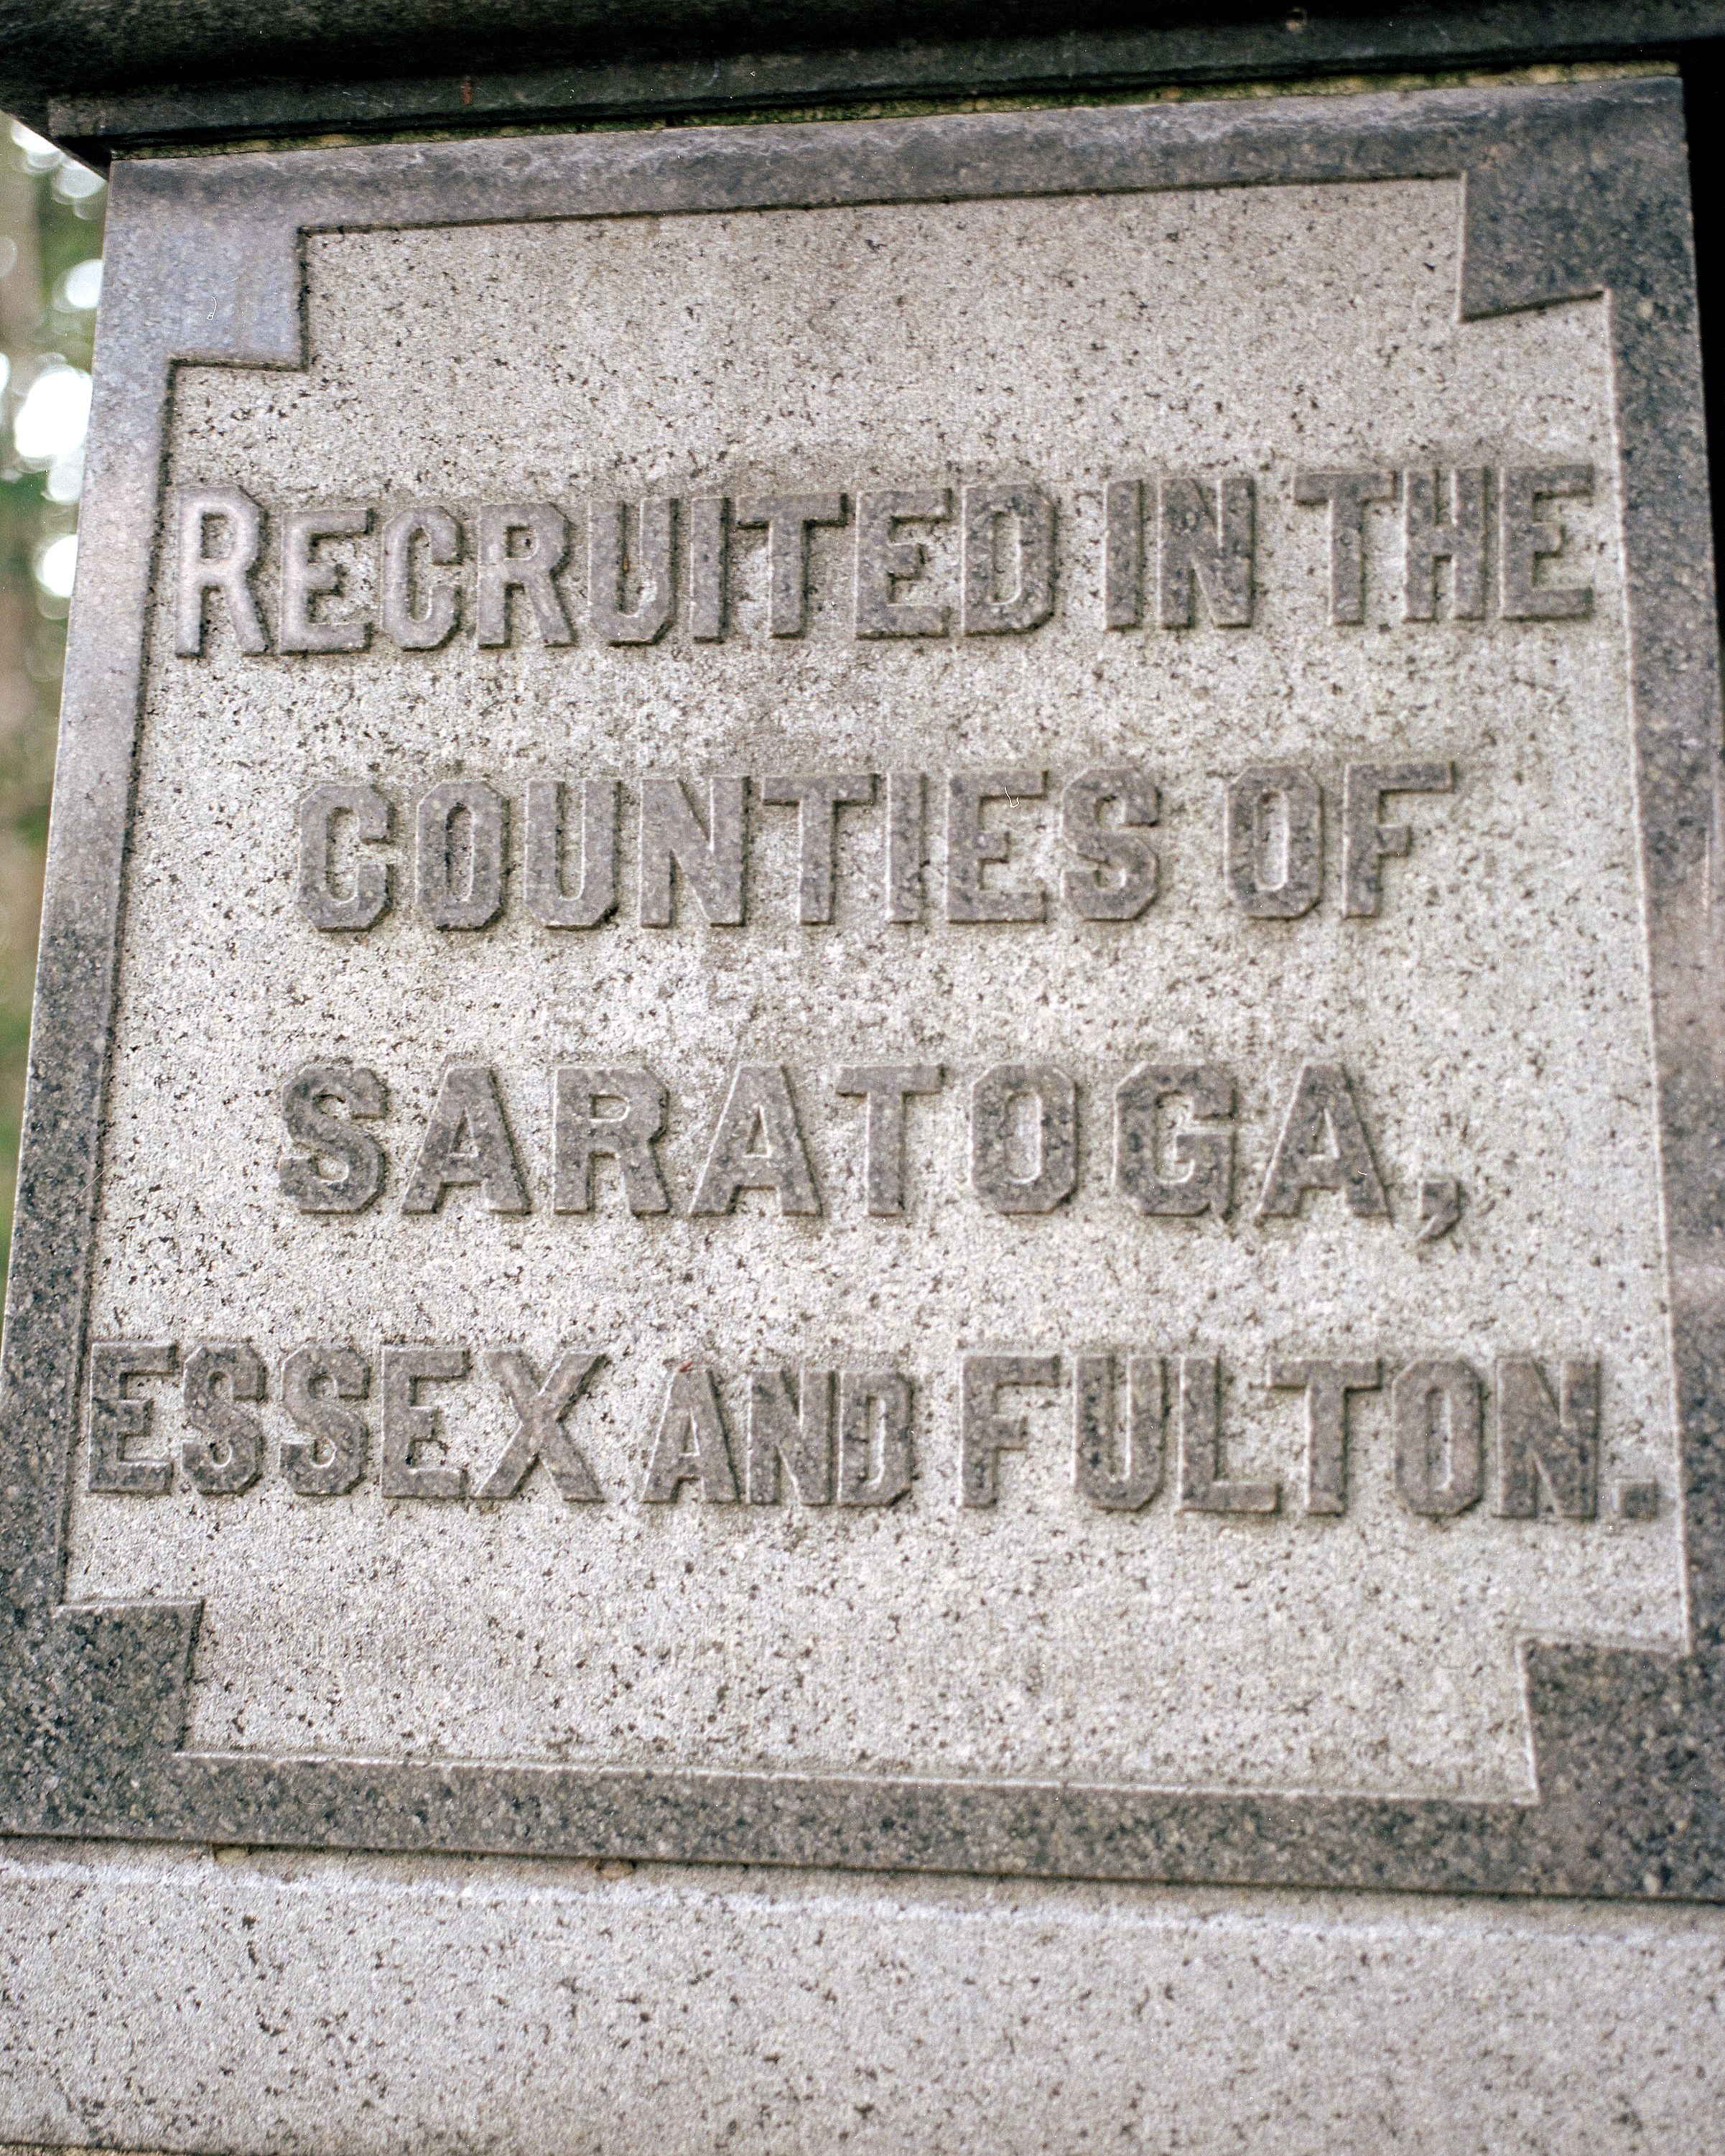 RECRUITED IN THE
COUNTIES OF
SARATOGA,
ESSEX AND FULTON.